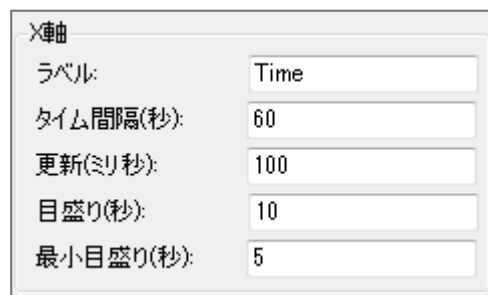 X軸
ラベル: Time
タイム間隔(秒): 60
更新(ミリ秒): 100
目盛り(秒): 10
最小目盛り(秒): 5